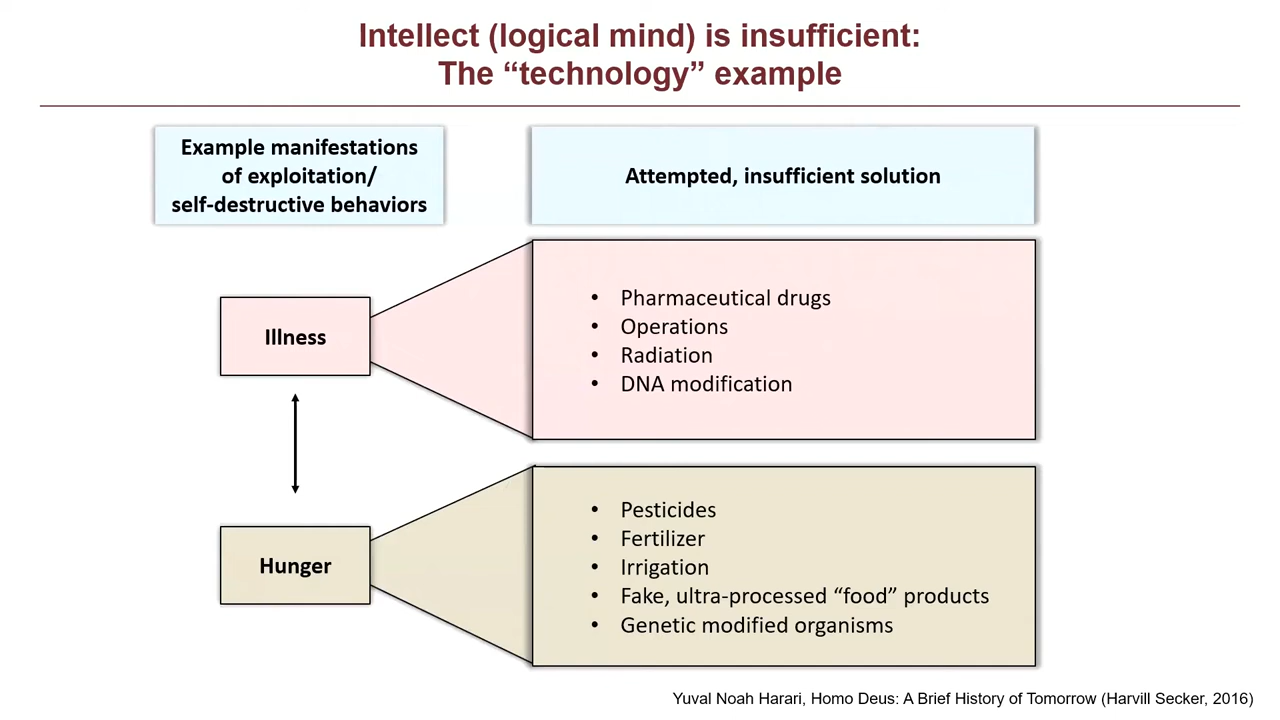 Intellect (logical mind) is insufficient:
The “technology” example
Example manifestations
of exploitation/
self-destructive behaviors
Attempted, insufficient solution
Illness
• Pharmaceutical drugs
• Operations
• Radiation
• DNA modification
Hunger
• Pesticides
• Fertilizer
• Irrigation
• Fake, ultra-processed “food” products
• Genetic modified organisms
Yuval Noah Harari, Homo Deus: A Brief History of Tomorrow (Harvill Secker, 2016)